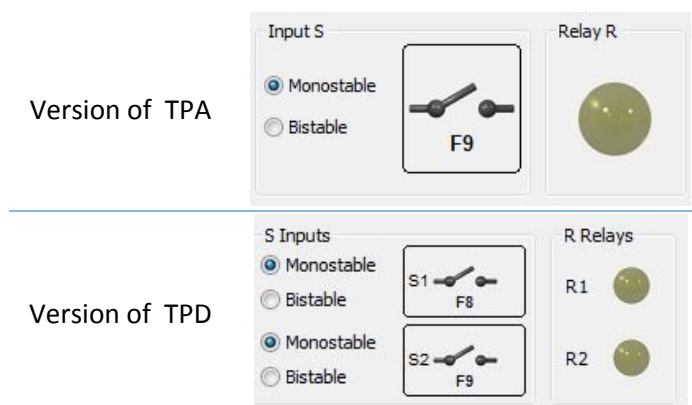 Input S
Relay R
Version of TPA
Monostable
Bistable
F9
S Inputs
R Relays
Version of TPD
Monostable
Bistable
S1
F8
R1
Monostable
Bistable
S2
F9
R2